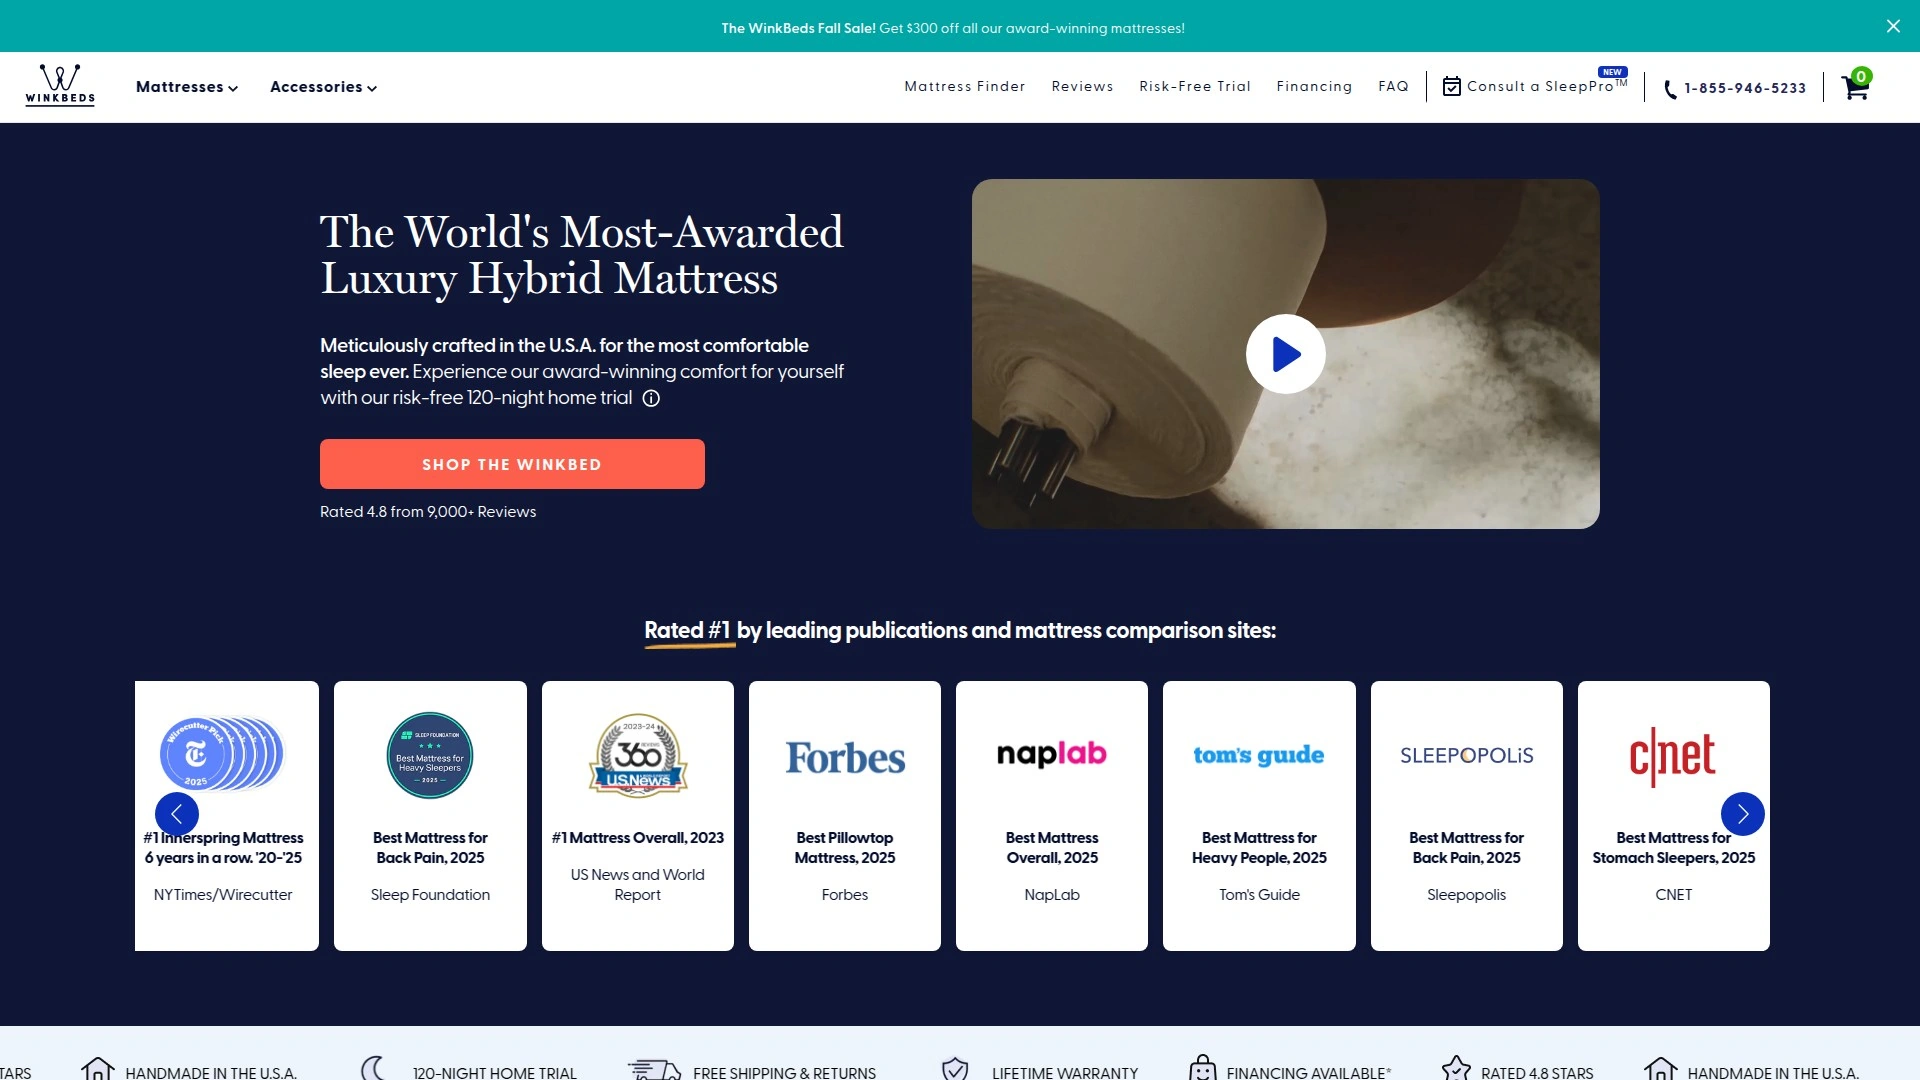 The WinkBeds Fall Sale! Get $300 off all our award-winning mattresses!
WINKBEDS
Mattresses
Accessories
Mattress Finder
Reviews
Risk-Free Trial
Financing
FAQ
NEW
Consult a SleepPro™
1-855-946-5233
0
The World's Most-Awarded
Luxury Hybrid Mattress
Meticulously crafted in the U.S.A. for the most comfortable
sleep ever. Experience our award-winning comfort for yourself
with our risk-free 120-night home trial
SHOP THE WINKBED
Rated 4.8 from 9,000+ Reviews
Rated #1 by leading publications and mattress comparison sites:
Wirecutter Pick
2025
#1 Innerspring Mattress
6 years in a row. '20-'25
NYTimes/Wirecutter
SLEEP FOUNDATION
Best Mattress for
Heavy Sleepers
2025
Best Mattress for
Back Pain, 2025
Sleep Foundation
2023-24
360
REVIEWS
U.S.News
#1 Mattress Overall, 2023
US News and World
Report
Forbes
Best Pillowtop
Mattress, 2025
Forbes
naplab
Best Mattress
Overall, 2025
NapLab
tom's guide
Best Mattress for
Heavy People, 2025
Tom's Guide
SLEEPOPOLiS
Best Mattress for
Back Pain, 2025
Sleepopolis
c|net
Best Mattress for
Stomach Sleepers, 2025
CNET
TARS
HANDMADE IN THE U.S.A.
120-NIGHT HOME TRIAL
FREE SHIPPING & RETURNS
LIFETIME WARRANTY
FINANCING AVAILABLE*
RATED 4.8 STARS
HANDMADE IN THE U.S.A.